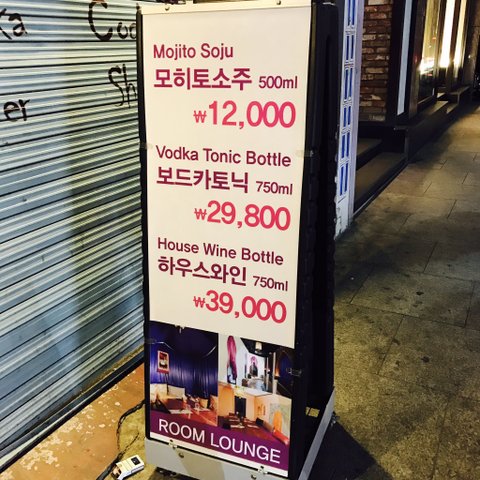 Mojito Soju
모히토소주 500ml
₩12,000
Vodka Tonic Bottle
보드카토닉 750ml
₩29,800
House Wine Bottle
하우스와인 750ml
₩39,000
ROOM LOUNGE